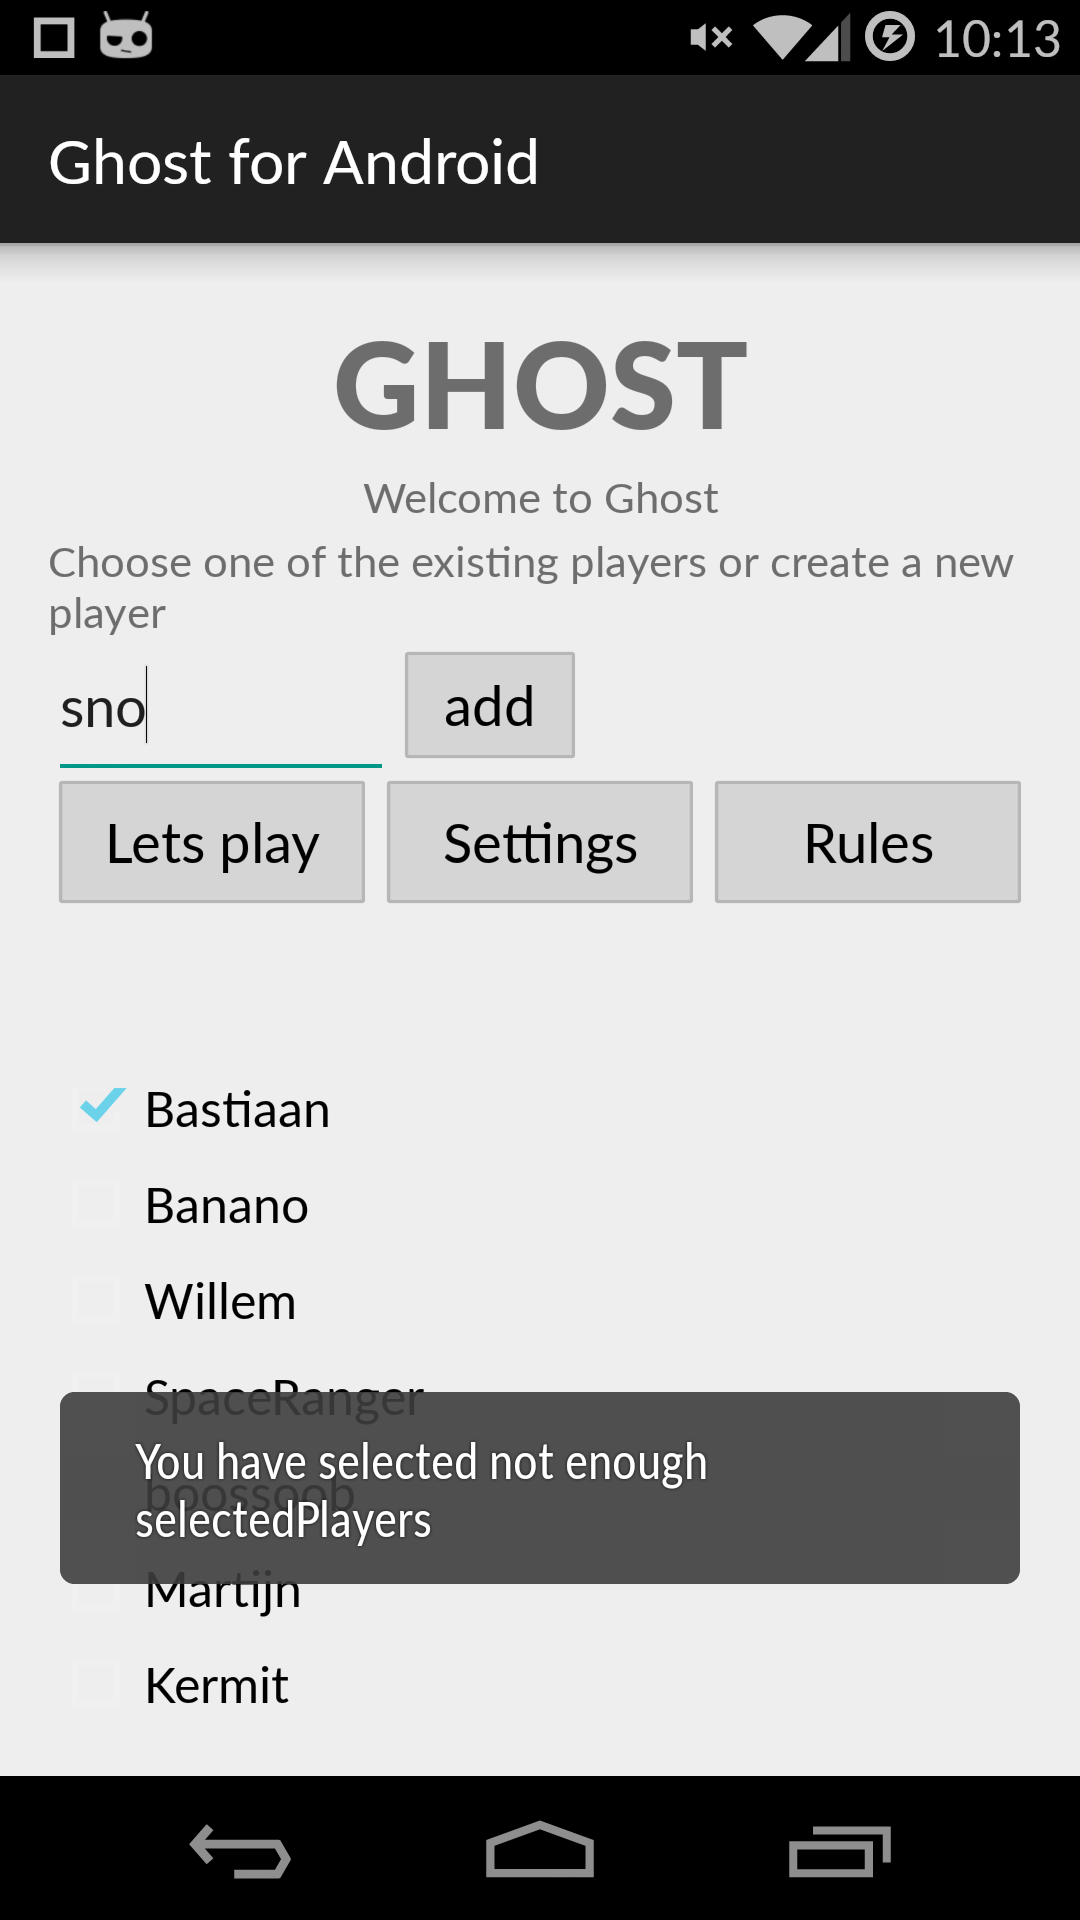 10:13
Ghost for Android
GHOST
Welcome to Ghost
Choose one of the existing players or create a new
player
sno
add
Lets play
Settings
Rules
Bastiaan
Banano
Willem
SpaceRanger
You have selected not enough
boossoob
selectedPlayers
Martijn
Kermit